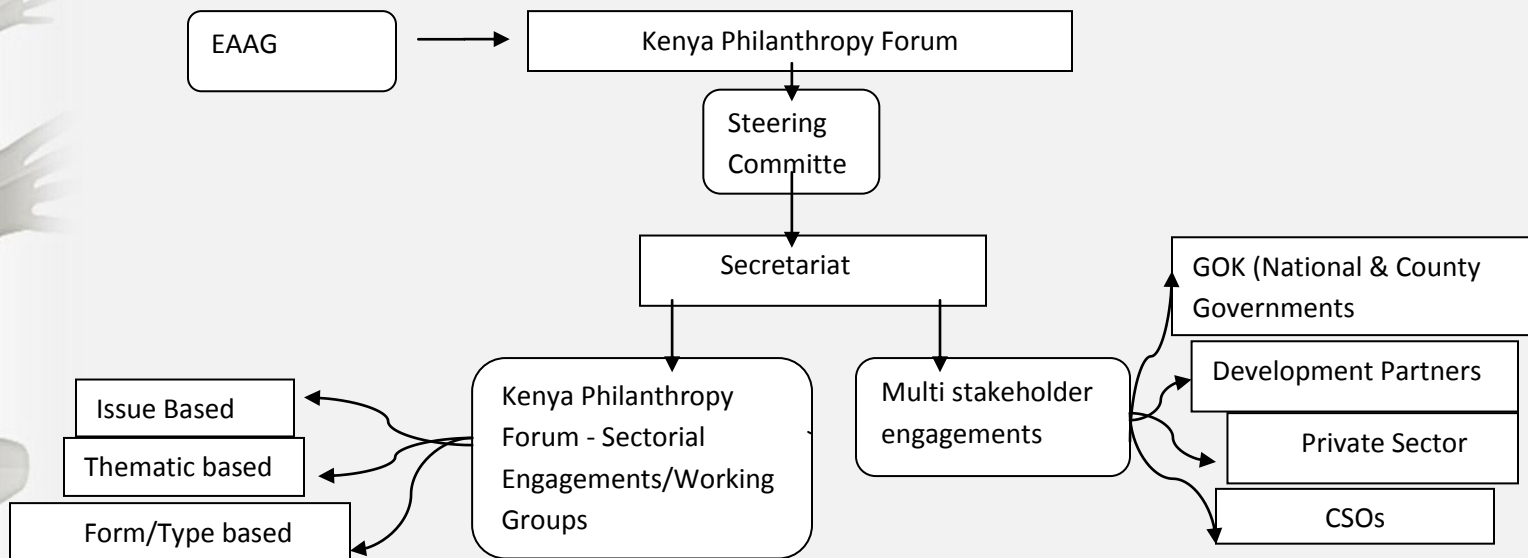 EAAG
Kenya Philanthropy Forum
Steering
Committe
Secretariat
GOK (National & County
Governments
Development Partners
Private Sector
CSOs
Multi stakeholder
engagements
Kenya Philanthropy
Forum - Sectorial
Engagements/Working
Groups
Issue Based
Thematic based
Form/Type based